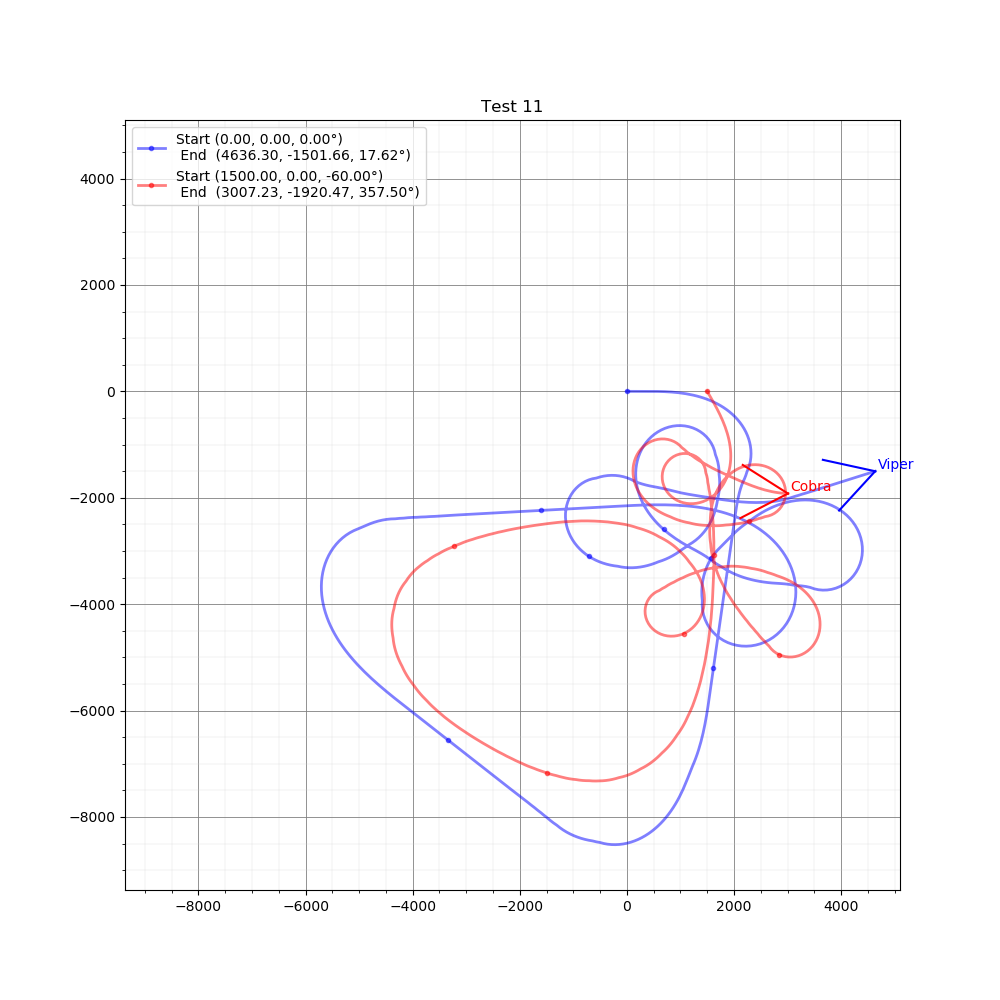 Test 11
Start (0.00, 0.00, 0.00°)
End  (4636.30, -1501.66, 17.62°)
Start (1500.00, 0.00, -60.00°)
End  (3007.23, -1920.47, 357.50°)
4000
2000
0
−2000
−4000
−6000
−8000
Viper
Cobra
−8000 −6000 −4000 −2000 0 2000 4000